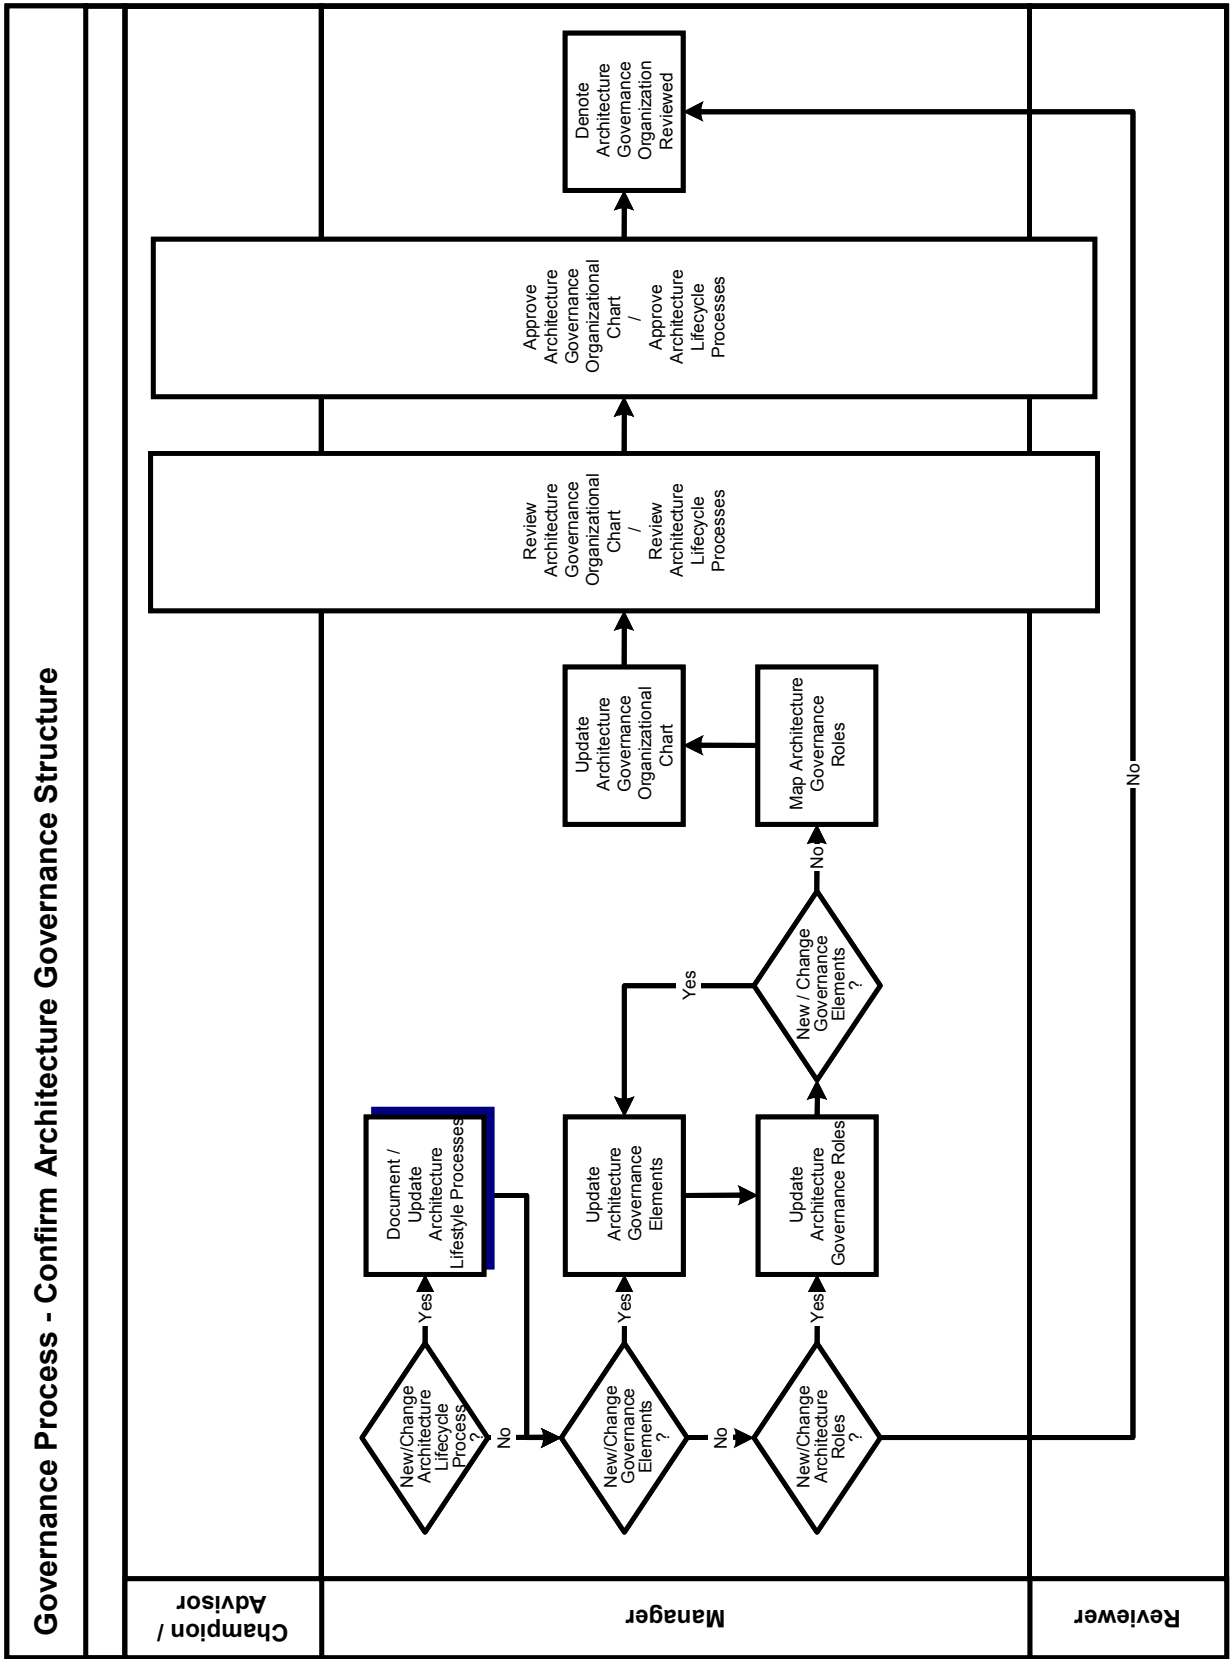 Governance Process - Confirm Architecture Governance Structure
Champion /
Advisor
Manager
Reviewer
New/Change
Architecture
Lifecycle
Process
?
Yes
No
Document /
Update
Architecture
Lifestyle Processes
New/Change
Governance
Elements
?
Yes
No
Update
Architecture
Governance
Elements
New/Change
Architecture
Roles
?
Yes
No
Update
Architecture
Governance Roles
New / Change
Governance
Elements
?
Yes
No
Map Architecture
Governance
Roles
Update
Architecture
Governance
Organizational
Chart
Review
Architecture
Governance
Organizational
Chart
/
Review
Architecture
Lifecycle
Processes
Approve
Architecture
Governance
Organizational
Chart
/
Approve
Architecture
Lifecycle
Processes
Denote
Architecture
Governance
Organization
Reviewed